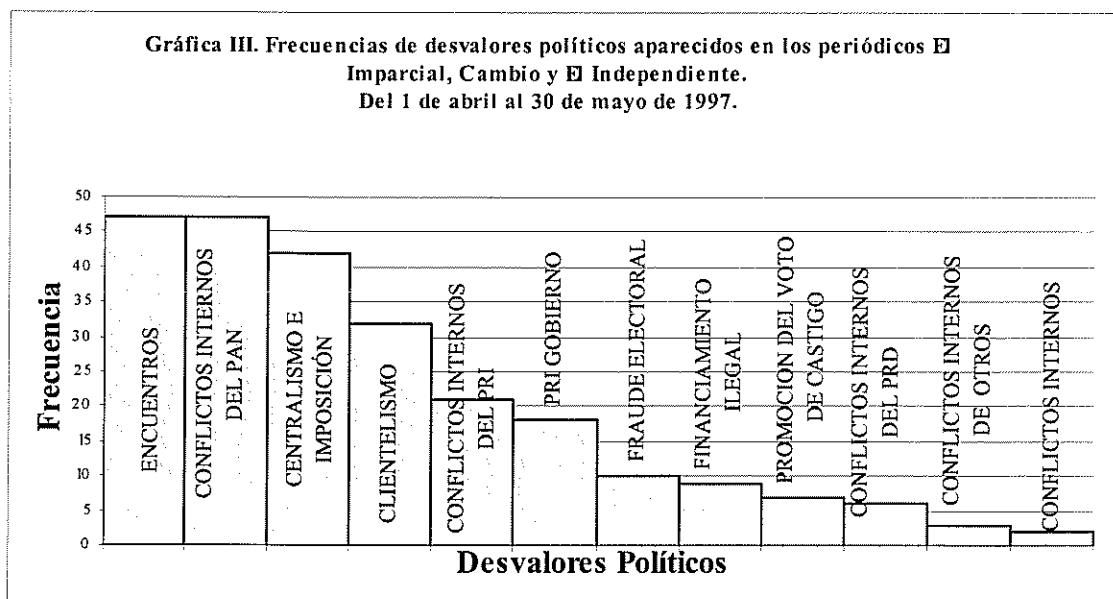 Gráfica III. Frecuencias de desvalores políticos aparecidos en los periódicos El
Imparcial, Cambio y El Independiente.
Del 1 de abril al 30 de mayo de 1997.
Frecuencia
50
45
40
35
30
25
20
15
10
5
0
ENCUENTROS
CONFLICTOS INTERNOS
DEL PAN
CENTRALISMO E
IMPOSICIÓN
CLIENTELISMO
CONFLICTOS INTERNOS
DEL PRI
PRI GOBIERNO
FRAUDE ELECTORAL
FINANCIAMIENTO
ILEGAL
PROMOCION DEL VOTO
DE CASTIGO
CONFLICTOS INTERNOS
DEL PRD
CONFLICTOS INTERNOS
DE OTROS
CONFLICTOS INTERNOS
Desvalores Políticos